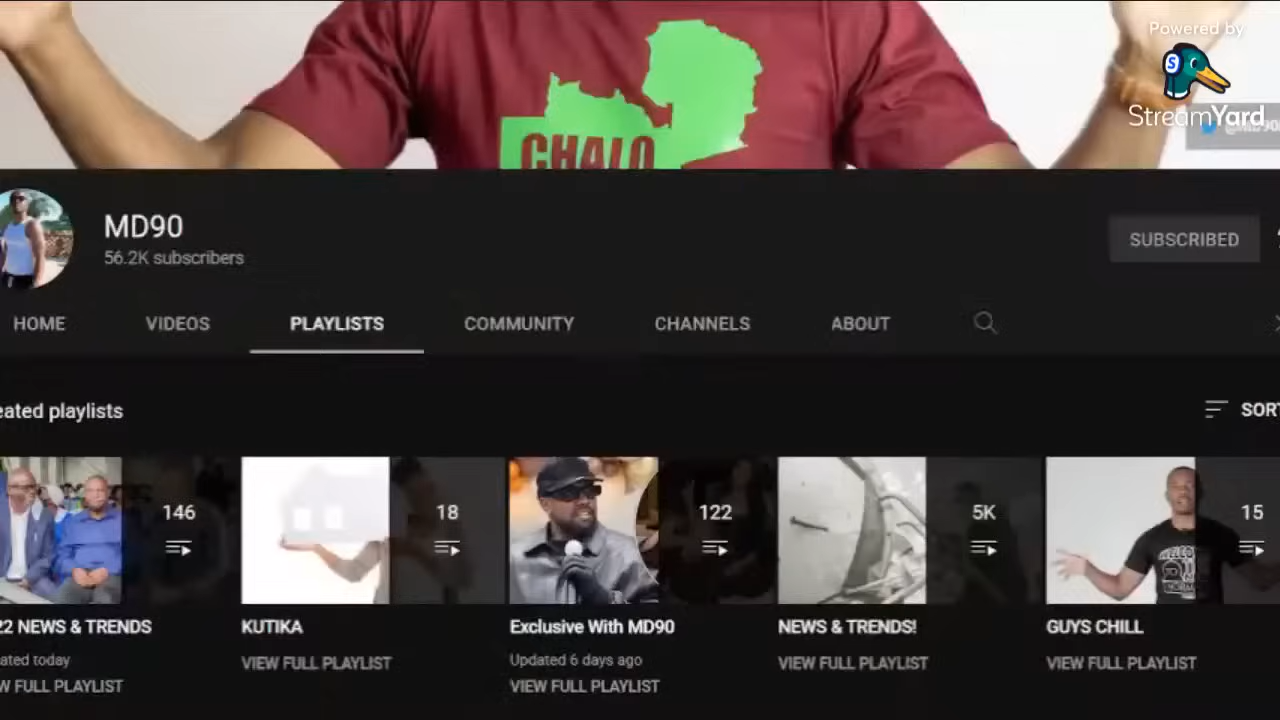 Powered by
StreamYard
CHALO
MD90
56.2K subscribers
SUBSCRIBED
HOME
VIDEOS
PLAYLISTS
COMMUNITY
CHANNELS
ABOUT
eated playlists
SORT
146
18
122
5K
15
22 NEWS & TRENDS
KUTIKA
Exclusive With MD90
NEWS & TRENDS!
GUYS CHILL
ated today
VIEW FULL PLAYLIST
Updated 6 days ago
VIEW FULL PLAYLIST
VIEW FULL PLAYLIST
W FULL PLAYLIST
VIEW FULL PLAYLIST